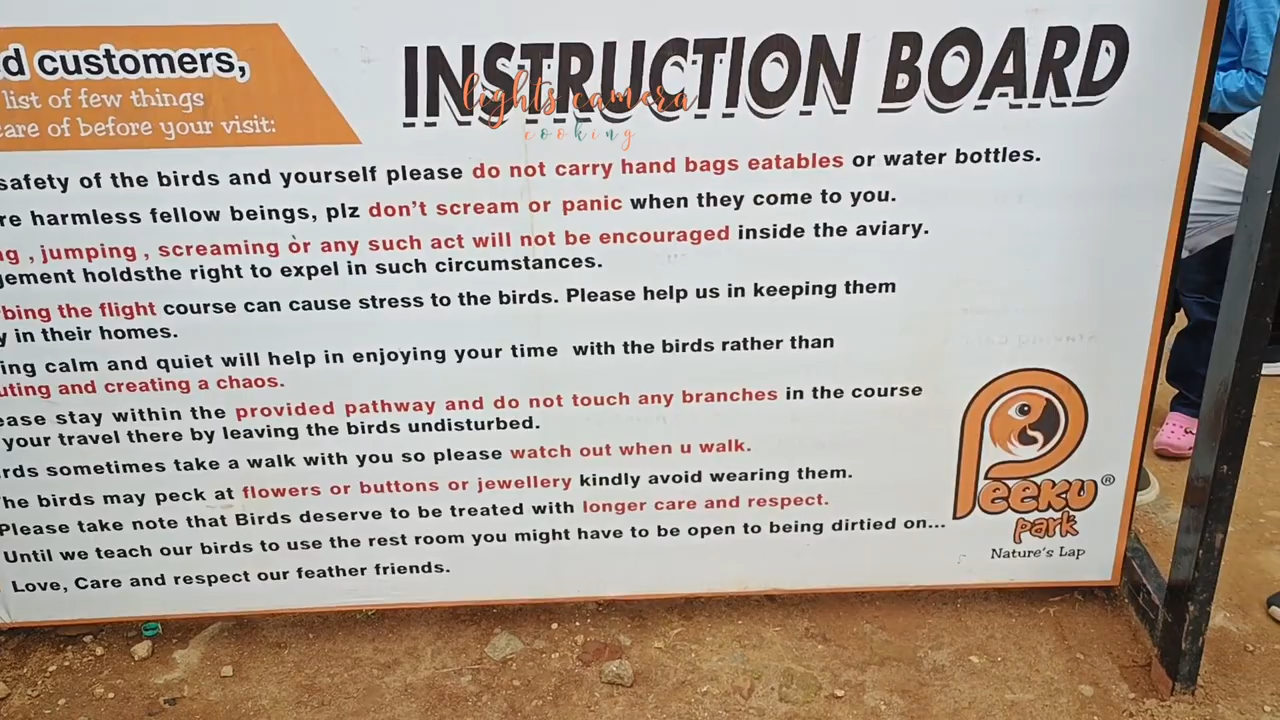 d customers,
list of few things
care of before your visit:
INSTRUCTION BOARD
lights camera
cooking
safety of the birds and yourself please do not carry hand bags eatables or water bottles.
re harmless fellow beings, plz don't scream or panic when they come to you.
ng , jumping , screaming or any such act will not be encouraged inside the aviary.
gement holdsthe right to expel in such circumstances.
rbing the flight course can cause stress to the birds. Please help us in keeping them
y in their homes.
ing calm and quiet will help in enjoying your time with the birds rather than
uting and creating a chaos.
ease stay within the provided pathway and do not touch any branches in the course
your travel there by leaving the birds undisturbed.
rds sometimes take a walk with you so please watch out when u walk.
The birds may peck at flowers or buttons or jewellery kindly avoid wearing them.
Please take note that Birds deserve to be treated with longer care and respect.
Until we teach our birds to use the rest room you might have to be open to being dirtied on...
Love, Care and respect our feather friends.
Peeku®
park
Nature's Lap